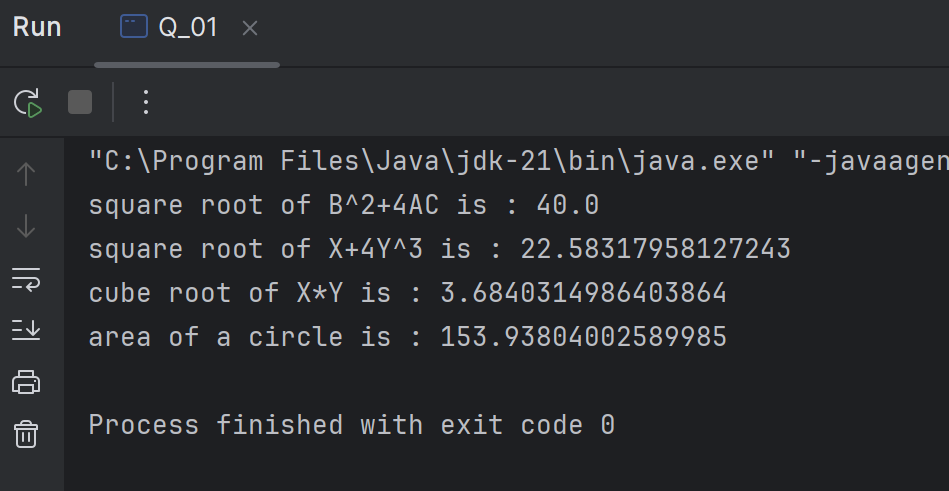 Run Q_01
"C:\Program Files\Java\jdk-21\bin\java.exe" "-javaagen
square root of B^2+4AC is : 40.0
square root of X+4Y^3 is : 22.58317958127243
cube root of X*Y is : 3.6840314986403864
area of a circle is : 153.93804002589985
Process finished with exit code 0